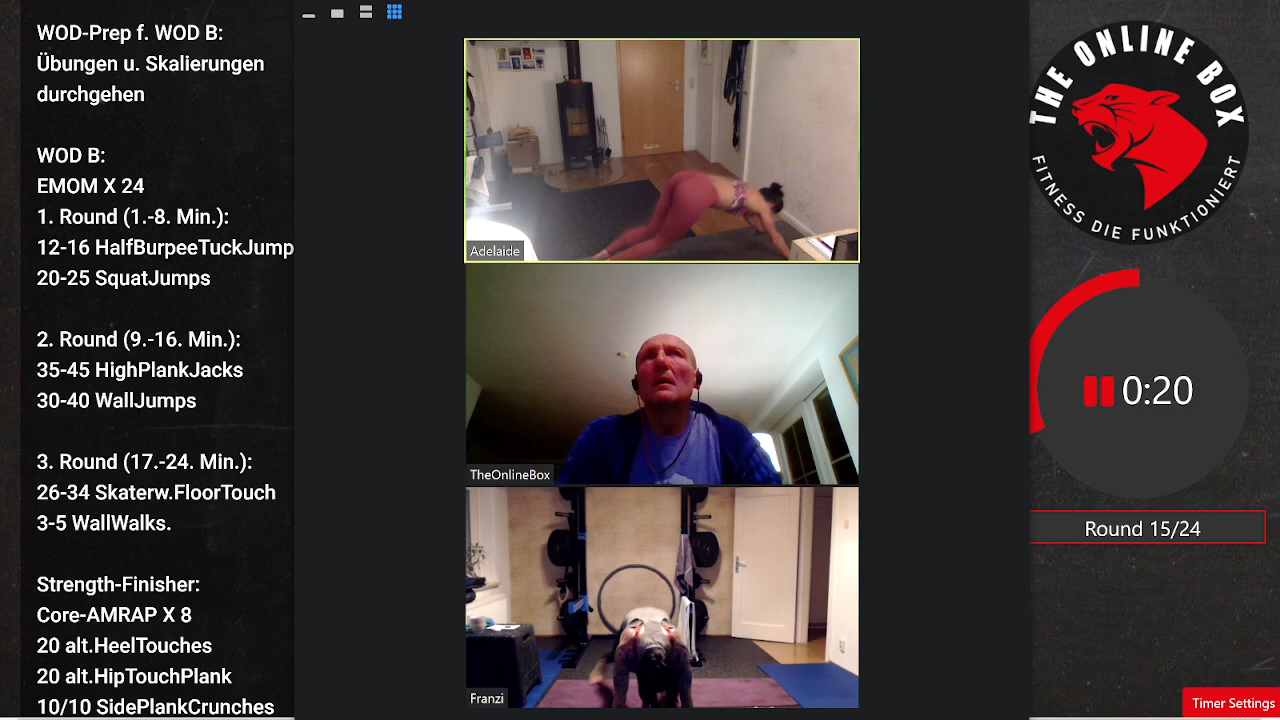 WOD-Prep f. WOD B:
Übungen u. Skalierungen
durchgehen
WOD B:
EMOM X 24
1. Round (1.-8. Min.):
12-16 HalfBurpeeTuckJump
20-25 SquatJumps
2. Round (9.-16. Min.):
35-45 HighPlankJacks
30-40 WallJumps
3. Round (17.-24. Min.):
26-34 Skaterw.FloorTouch
3-5 WallWalks.
Strength-Finisher:
Core-AMRAP X 8
20 alt.HeelTouches
20 alt.HipTouchPlank
10/10 SidePlankCrunches
Adelaide
TheOnlineBox
Franzi
THE ONLINE BOX
FITNESS DIE FUNKTIONIERT
0:20
Round 15/24
Timer Settings